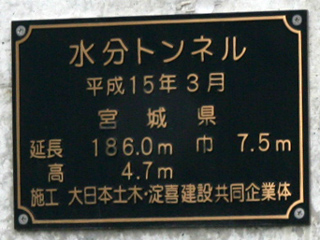 水分トンネル
平成15年3月
宮城県
延長 186.0m 巾 7.5m
高 4.7m
施工 大日本土木・淀喜建設共同企業体